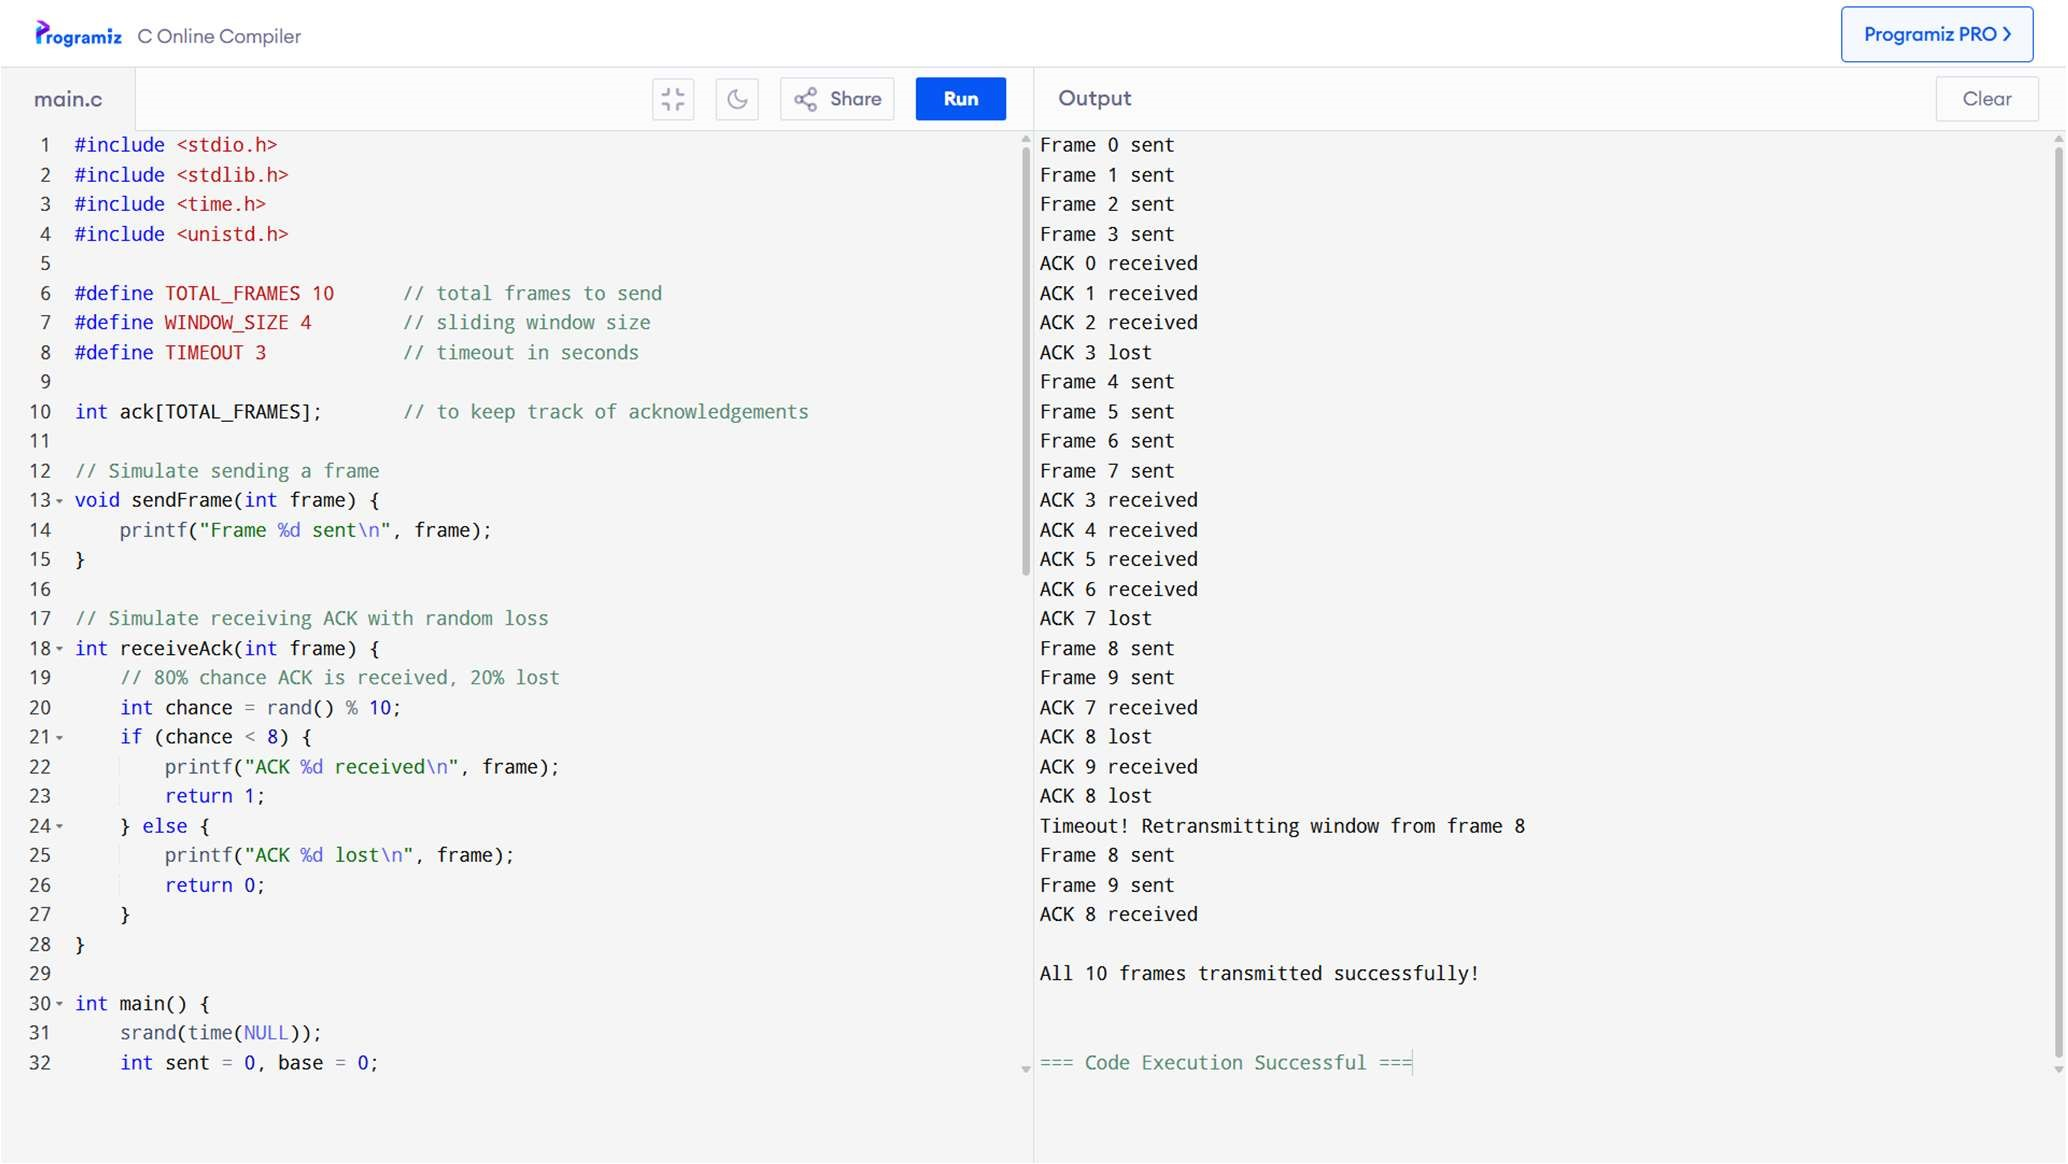 Programiz C Online Compiler
Programiz PRO
main.c
Share
Run
Output
Clear
1 #include <stdio.h>
2 #include <stdlib.h>
3 #include <time.h>
4 #include <unistd.h>
5
6 #define TOTAL_FRAMES 10      // total frames to send
7 #define WINDOW_SIZE 4        // sliding window size
8 #define TIMEOUT 3            // timeout in seconds
9
10 int ack[TOTAL_FRAMES];       // to keep track of acknowledgements
11
12 // Simulate sending a frame
13 void sendFrame(int frame) {
14     printf("Frame %d sent\n", frame);
15 }
16
17 // Simulate receiving ACK with random loss
18 int receiveAck(int frame) {
19     // 80% chance ACK is received, 20% lost
20     int chance = rand() % 10;
21     if (chance < 8) {
22         printf("ACK %d received\n", frame);
23         return 1;
24     } else {
25         printf("ACK %d lost\n", frame);
26         return 0;
27     }
28 }
29
30 int main() {
31     srand(time(NULL));
32     int sent = 0, base = 0;
Frame 0 sent
Frame 1 sent
Frame 2 sent
Frame 3 sent
ACK 0 received
ACK 1 received
ACK 2 received
ACK 3 lost
Frame 4 sent
Frame 5 sent
Frame 6 sent
Frame 7 sent
ACK 3 received
ACK 4 received
ACK 5 received
ACK 6 received
ACK 7 lost
Frame 8 sent
Frame 9 sent
ACK 7 received
ACK 8 lost
ACK 9 received
ACK 8 lost
Timeout! Retransmitting window from frame 8
Frame 8 sent
Frame 9 sent
ACK 8 received

All 10 frames transmitted successfully!

=== Code Execution Successful ===